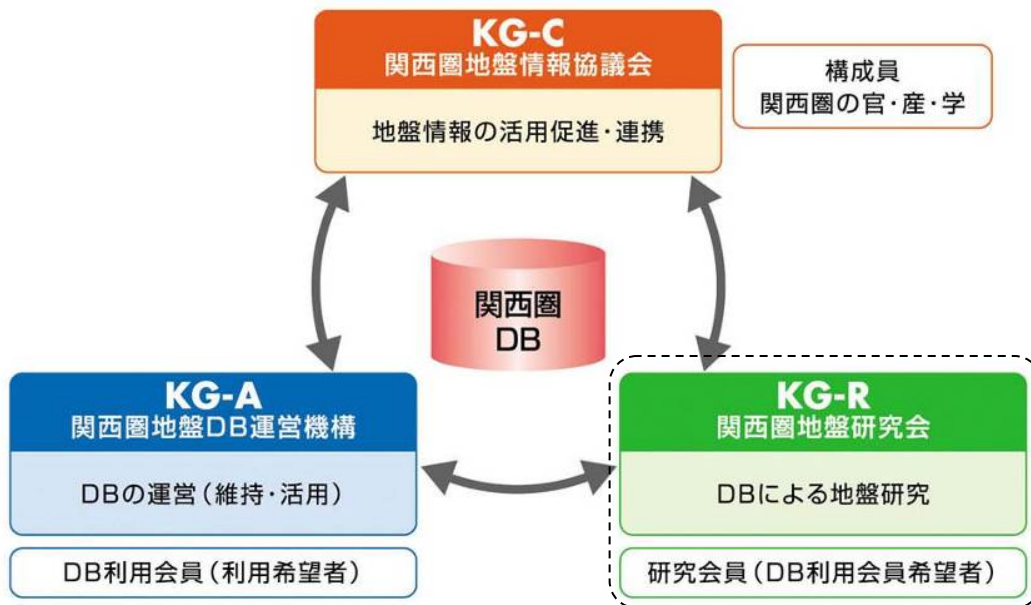 KG-C
関西圏地盤情報協議会
地盤情報の活用促進・連携
構成員
関西圏の官・産・学
関西圏
DB
KG-A
関西圏地盤DB運営機構
DBの運営(維持・活用)
DB利用会員(利用希望者)
KG-R
関西圏地盤研究会
DBによる地盤研究
研究会員(DB利用会員希望者)